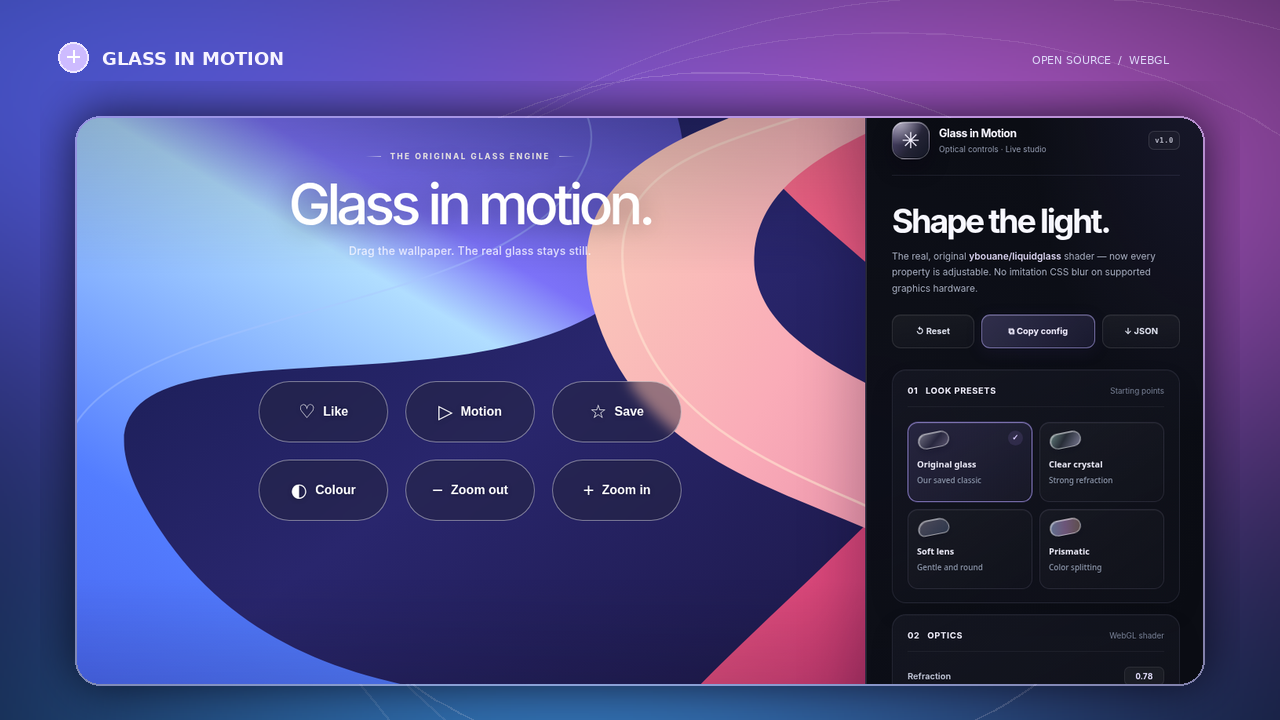 GLASS IN MOTION
OPEN SOURCE / WEBGL
THE ORIGINAL GLASS ENGINE
Glass in motion.
Drag the wallpaper. The real glass stays still.
♡ Like
▷ Motion
☆ Save
◐ Colour
− Zoom out
+ Zoom in
Glass in Motion
Optical controls · Live studio
v1.0
Shape the light.
The real, original ybouane/liquidglass shader — now every
property is adjustable. No imitation CSS blur on supported
graphics hardware.
↺ Reset
⧉ Copy config
↓ JSON
01 LOOK PRESETS
Starting points
Original glass
Our saved classic
Clear crystal
Strong refraction
Soft lens
Gentle and round
Prismatic
Color splitting
02 OPTICS
WebGL shader
Refraction
0.78